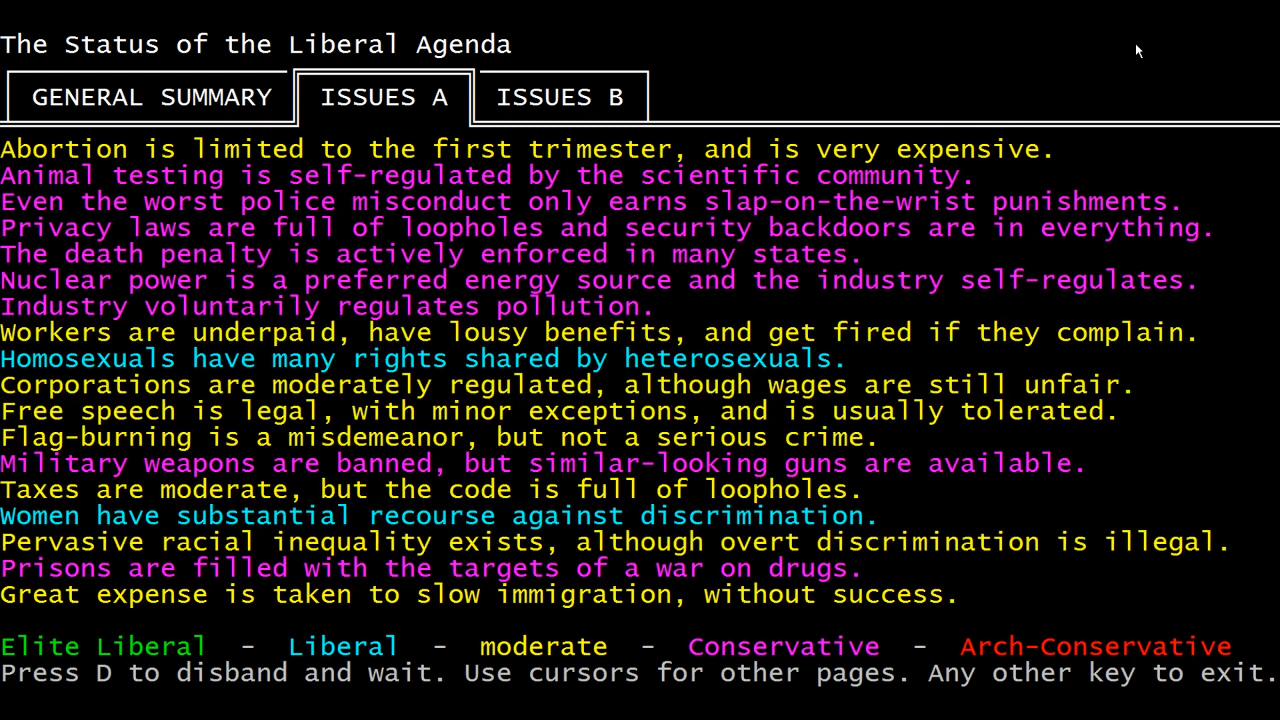 The Status of the Liberal Agenda
GENERAL SUMMARY ISSUES A ISSUES B
Abortion is limited to the first trimester, and is very expensive.
Animal testing is self-regulated by the scientific community.
Even the worst police misconduct only earns slap-on-the-wrist punishments.
Privacy laws are full of loopholes and security backdoors are in everything.
The death penalty is actively enforced in many states.
Nuclear power is a preferred energy source and the industry self-regulates.
Industry voluntarily regulates pollution.
Workers are underpaid, have lousy benefits, and get fired if they complain.
Homosexuals have many rights shared by heterosexuals.
Corporations are moderately regulated, although wages are still unfair.
Free speech is legal, with minor exceptions, and is usually tolerated.
Flag-burning is a misdemeanor, but not a serious crime.
Military weapons are banned, but similar-looking guns are available.
Taxes are moderate, but the code is full of loopholes.
Women have substantial recourse against discrimination.
Pervasive racial inequality exists, although overt discrimination is illegal.
Prisons are filled with the targets of a war on drugs.
Great expense is taken to slow immigration, without success.
Elite Liberal - Liberal - moderate - Conservative - Arch-Conservative
Press D to disband and wait. Use cursors for other pages. Any other key to exit.